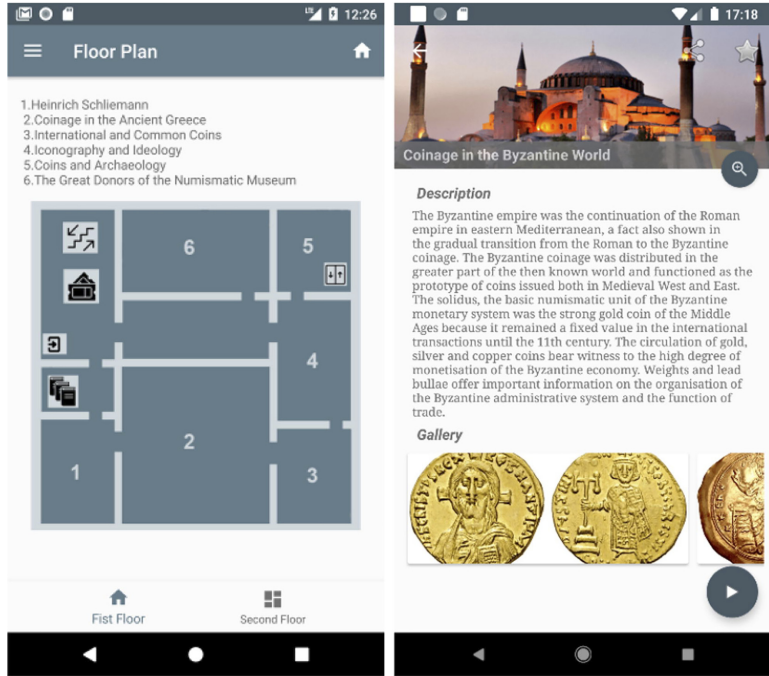 LTE 12:26
Floor Plan
1.Heinrich Schliemann
2.Coinage in the Ancient Greece
3.International and Common Coins
4.Iconography and Ideology
5.Coins and Archaeology
6.The Great Donors of the Numismatic Museum
6
5
4
2
1
3
Fist Floor
Second Floor
17:18
Coinage in the Byzantine World
Description
The Byzantine empire was the continuation of the Roman
empire in eastern Mediterranean, a fact also shown in
the gradual transition from the Roman to the Byzantine
coinage. The Byzantine coinage was distributed in the
greater part of the then known world and functioned as the
prototype of coins issued both in Medieval West and East.
The solidus, the basic numismatic unit of the Byzantine
monetary system was the strong gold coin of the Middle
Ages because it remained a fixed value in the international
transactions until the 11th century. The circulation of gold,
silver and copper coins bear witness to the high degree of
monetisation of the Byzantine economy. Weights and lead
bullae offer important information on the organisation of
the Byzantine administrative system and the function of
trade.
Gallery